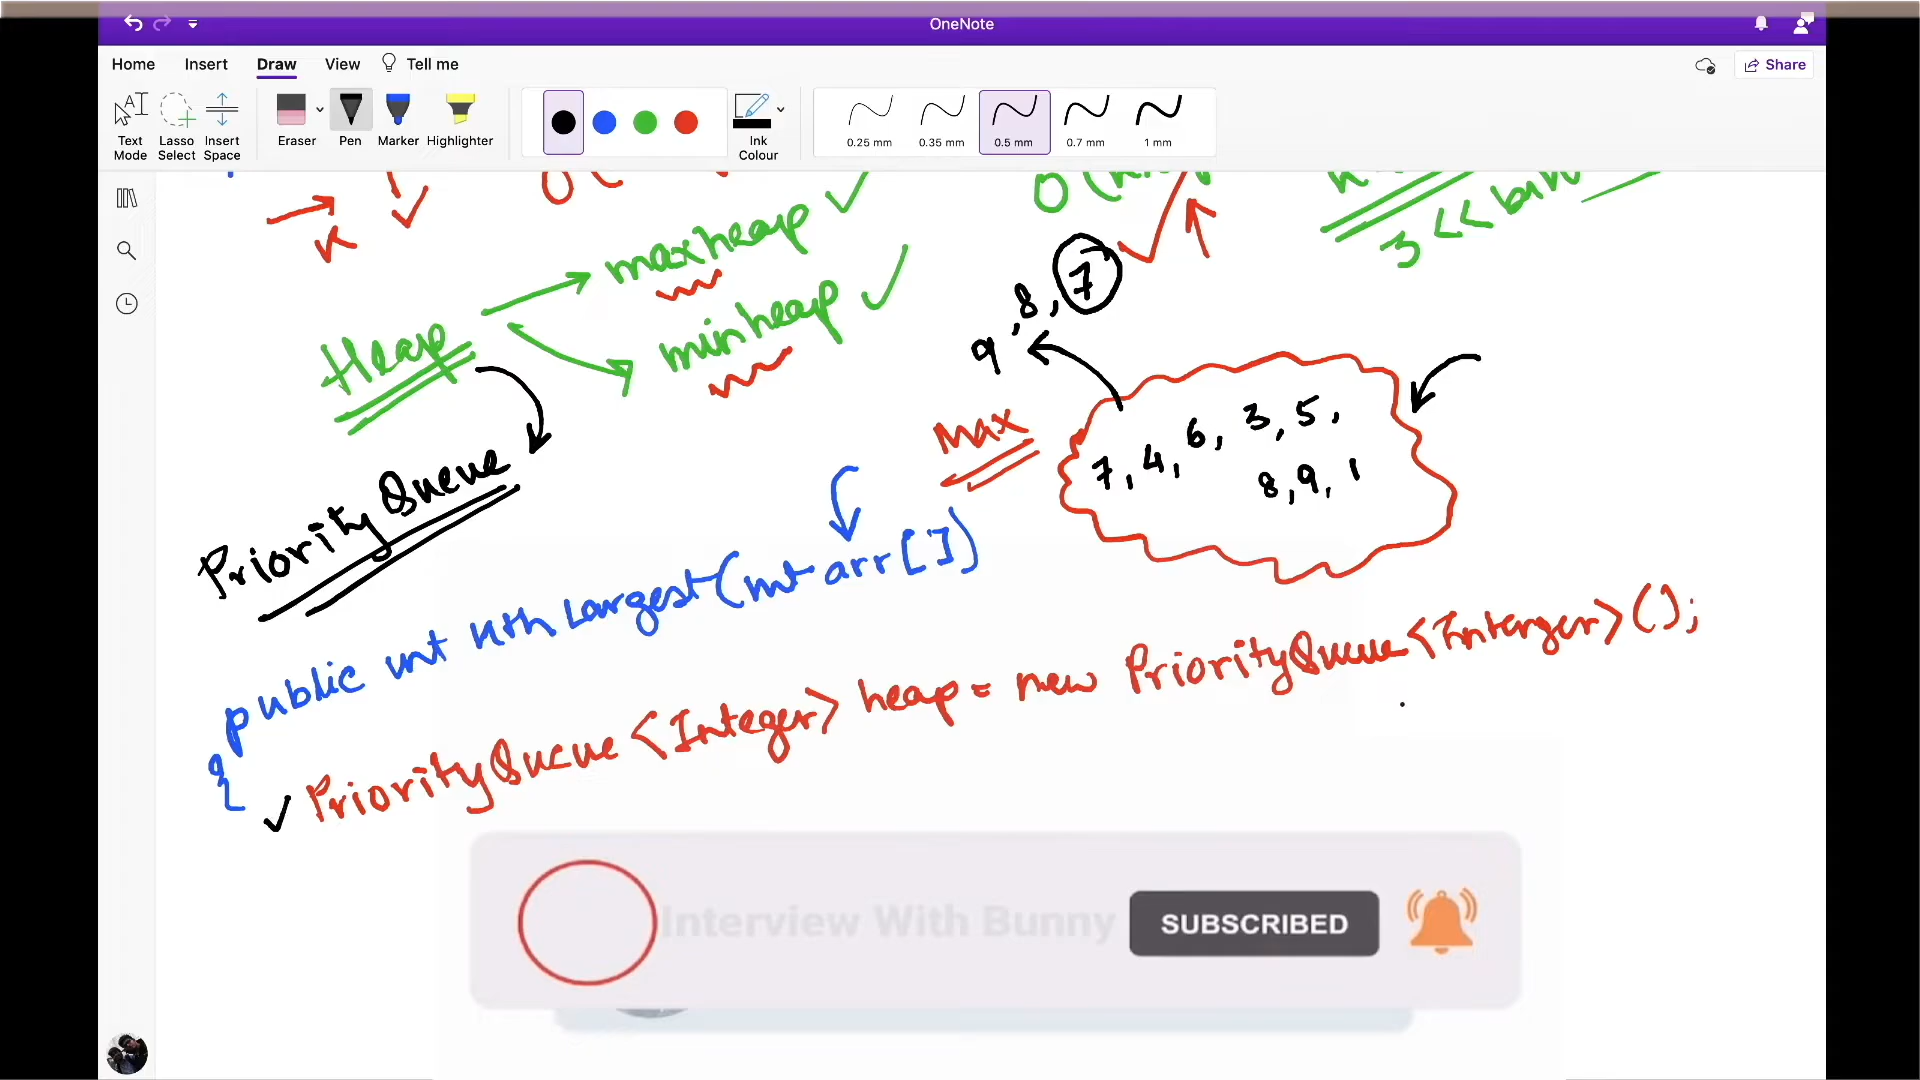 OneNote
Home Insert Draw View Tell me
Share
Text Mode
Lasso Select
Insert Space
Eraser
Pen
Marker
Highlighter
Ink Colour
0.25 mm
0.35 mm
0.5 mm
0.7 mm
1 mm
K
O(
O(
3 <<
maxheap
minheap
Heap
9, 8, 7
Max
7, 4, 6, 3, 5,
8, 9, 1
Priority Queue
public int kth Largest(int arr[])
{
PriorityQueue <Integer> heap = new PriorityQueue<Interger>();
Interview With Bunny
SUBSCRIBED